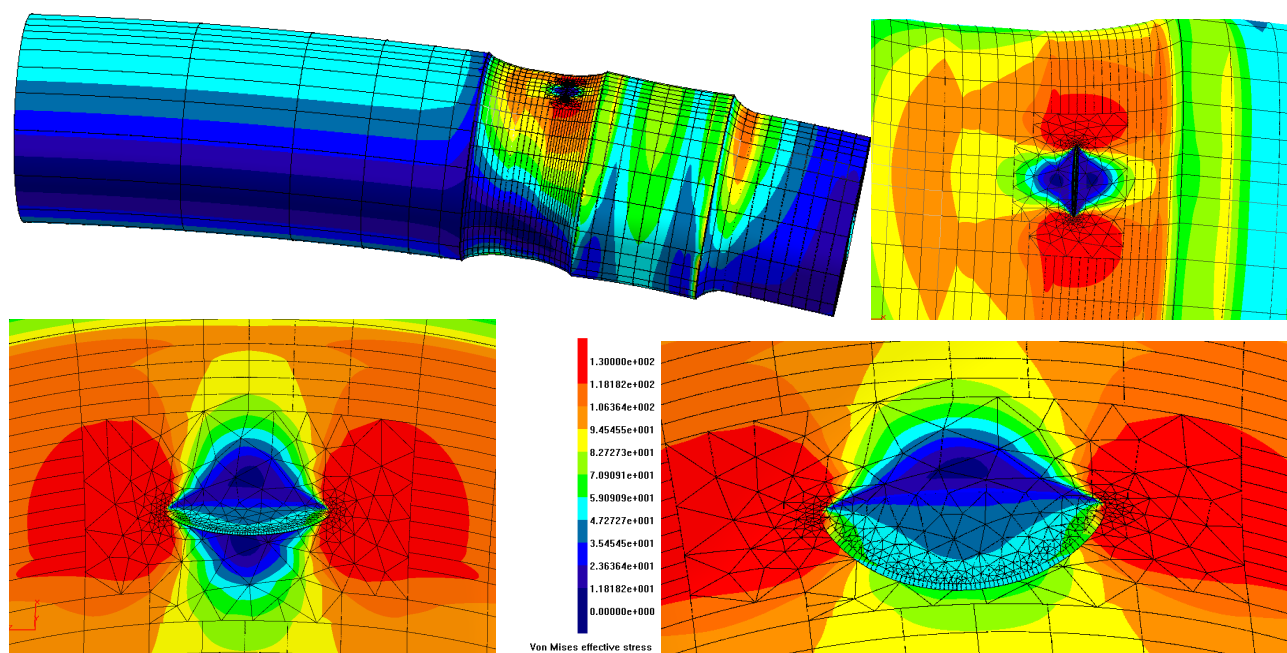 1.30000e+002
1.18182e+002
1.06364e+002
9.45455e+001
8.27273e+001
7.09091e+001
5.90909e+001
4.72727e+001
3.54545e+001
2.36364e+001
1.18182e+001
0.00000e+000
Von Mises effective stress